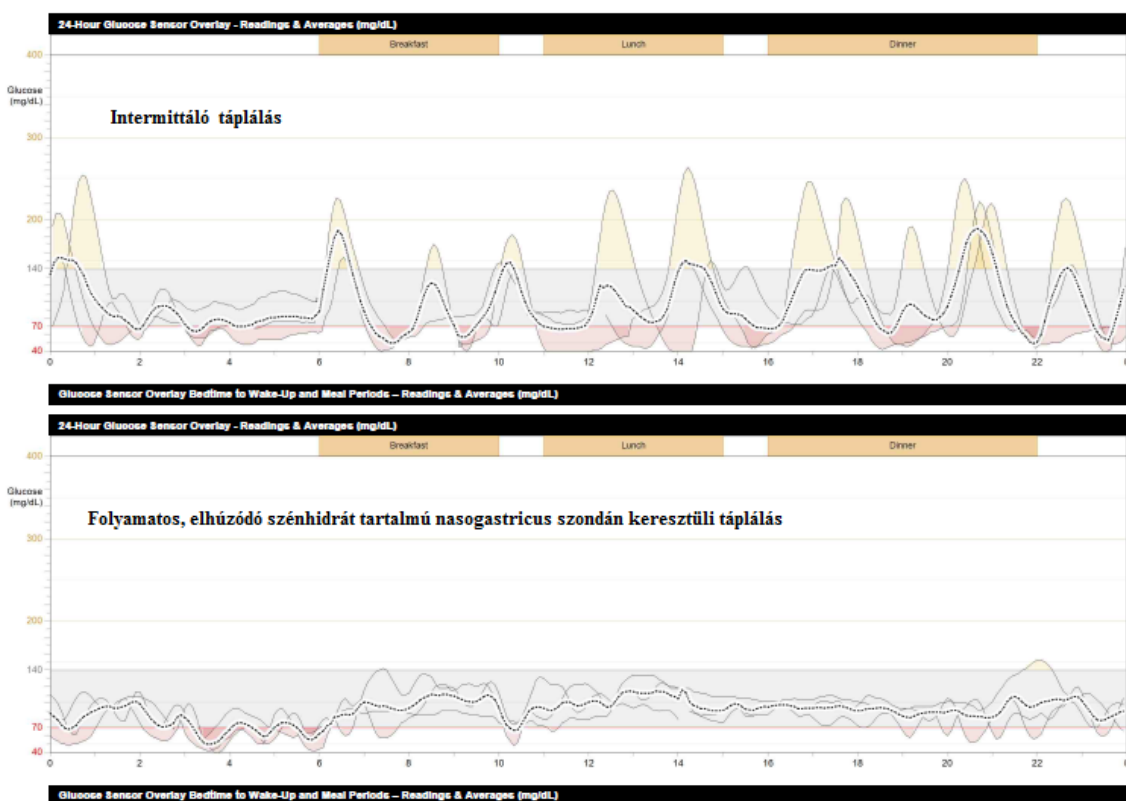 24-Hour Glucose Sensor Overlay - Readings & Averages (mg/dL)
Breakfast Lunch Dinner
400
Glucose
(mg/dL)
Intermittáló táplálás
300
200
140
70
40
0 2 4 6 8 10 12 14 16 18 20 22
Glucose Sensor Overlay Bedtime to Wake-Up and Meal Periods – Readings & Averages (mg/dL)
24-Hour Glucose Sensor Overlay - Readings & Averages (mg/dL)
Breakfast Lunch Dinner
400
Glucose
(mg/dL)
Folyamatos, elhúzódó szénhidrát tartalmú nasogastricus szondán keresztüli táplálás
300
200
140
70
40
0 2 4 6 8 10 12 14 16 18 20 22
Glucose Sensor Overlay Bedtime to Wake-Up and Meal Periods – Readings & Averages (mg/dL)